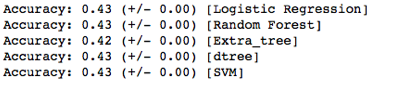 Accuracy: 0.43 (+/- 0.00) [Logistic Regression]
Accuracy: 0.43 (+/- 0.00) [Random Forest]
Accuracy: 0.42 (+/- 0.00) [Extra_tree]
Accuracy: 0.43 (+/- 0.00) [dtree]
Accuracy: 0.43 (+/- 0.00) [SVM]